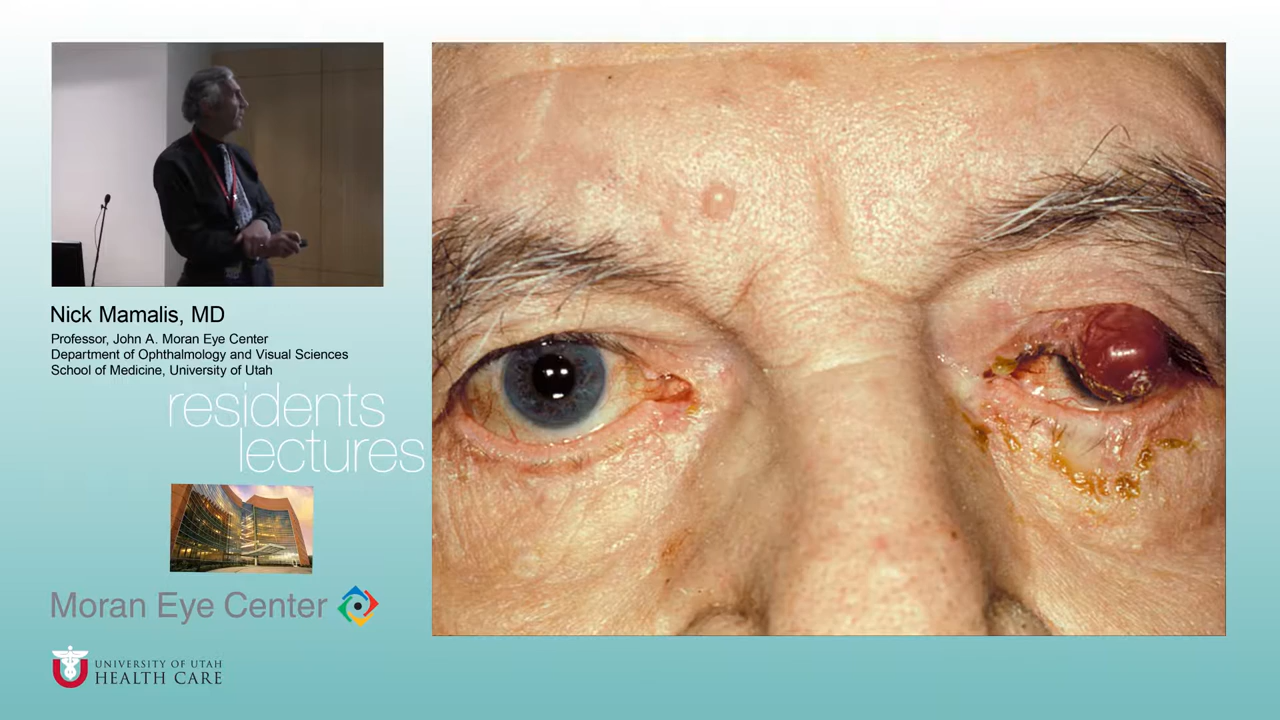 Nick Mamalis, MD
Professor, John A. Moran Eye Center
Department of Ophthalmology and Visual Sciences
School of Medicine, University of Utah
residents
lectures
Moran Eye Center
UNIVERSITY OF UTAH
HEALTH CARE